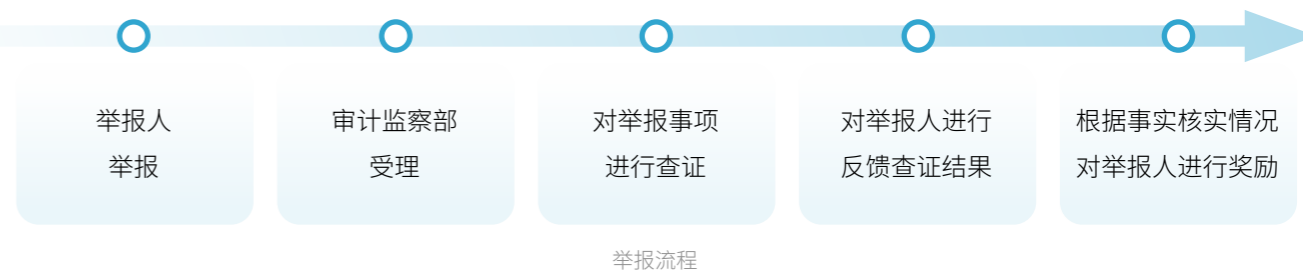 举报人
举报
审计监察部
受理
对举报事项
进行查证
对举报人进行
反馈查证结果
根据事实核实情况
对举报人进行奖励
举报流程